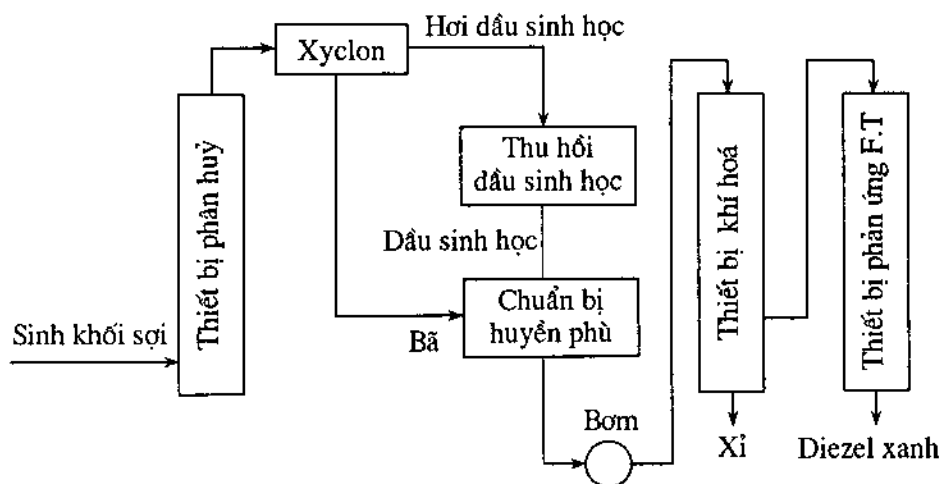 Hơi dầu sinh học
Xyclon
Thu hồi
dầu sinh học
Dầu sinh học
Chuẩn bị
huyền phù
Bã
Sinh khối sợi
Thiết bị phân huỷ
Bơm
Thiết bị khí hoá
Xỉ
Thiết bị phản ứng F.T
Diezel xanh